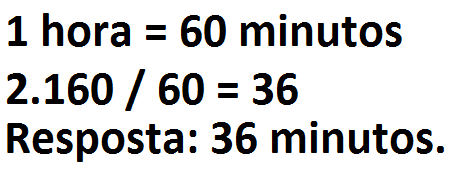 1 hora = 60 minutos
2.160 / 60 = 36
Resposta: 36 minutos.